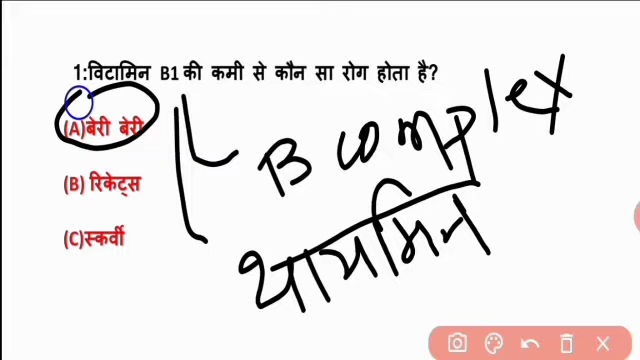 1:विटामिन B1 की कमी से कौन सा रोग होता है?
(A)बेरी बेरी
(B) रिकेट्स
(C)स्कर्वी
B complex
थायमिन